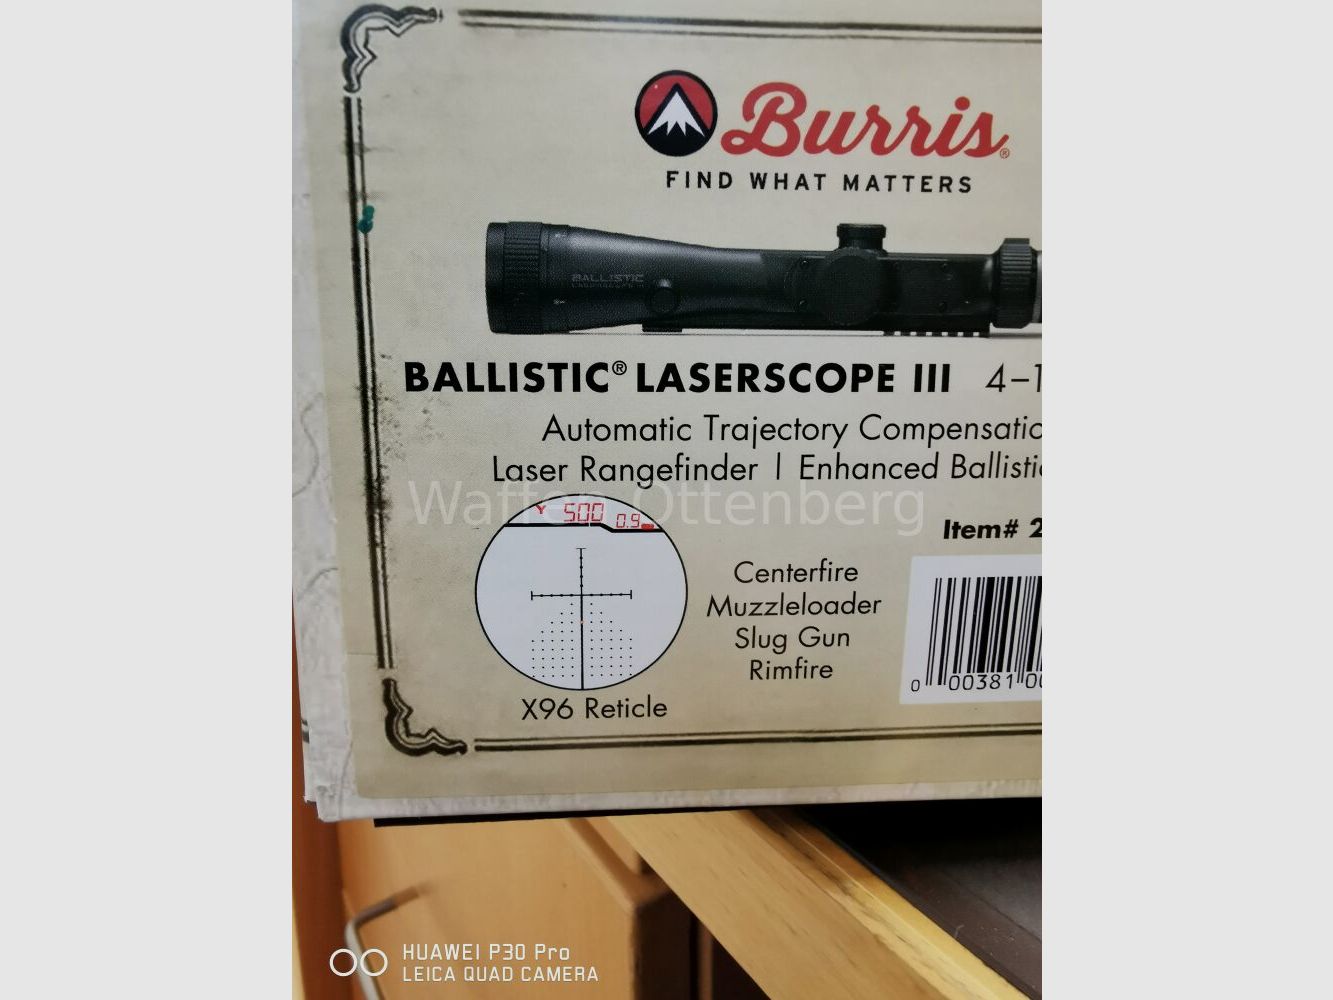 Burris®
FIND WHAT MATTERS
BALLISTIC
BALLISTIC® LASERSCOPE III 4-1
Automatic Trajectory Compensatio
Laser Rangefinder | Enhanced Ballistic
Waffen Ottenberg
Y 500 0.9
Item# 2
Centerfire
Muzzleloader
Slug Gun
Rimfire
0 00381 00
X96 Reticle
HUAWEI P30 Pro
LEICA QUAD CAMERA